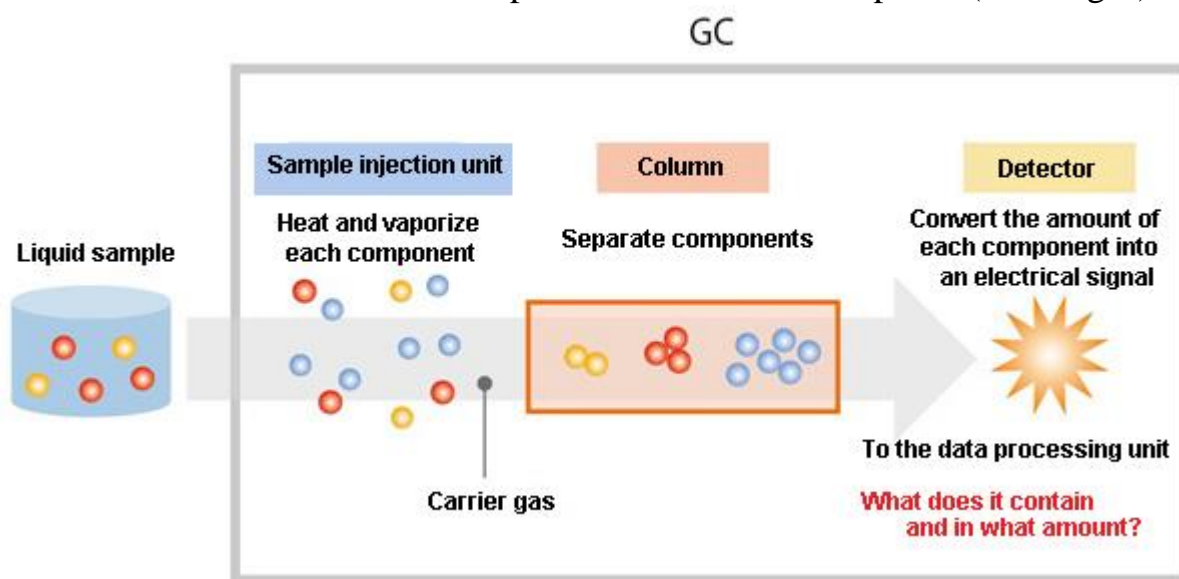 GC
Sample injection unit
Heat and vaporize
each component
Column
Separate components
Detector
Convert the amount of
each component into
an electrical signal
Liquid sample
Carrier gas
To the data processing unit
What does it contain
and in what amount?